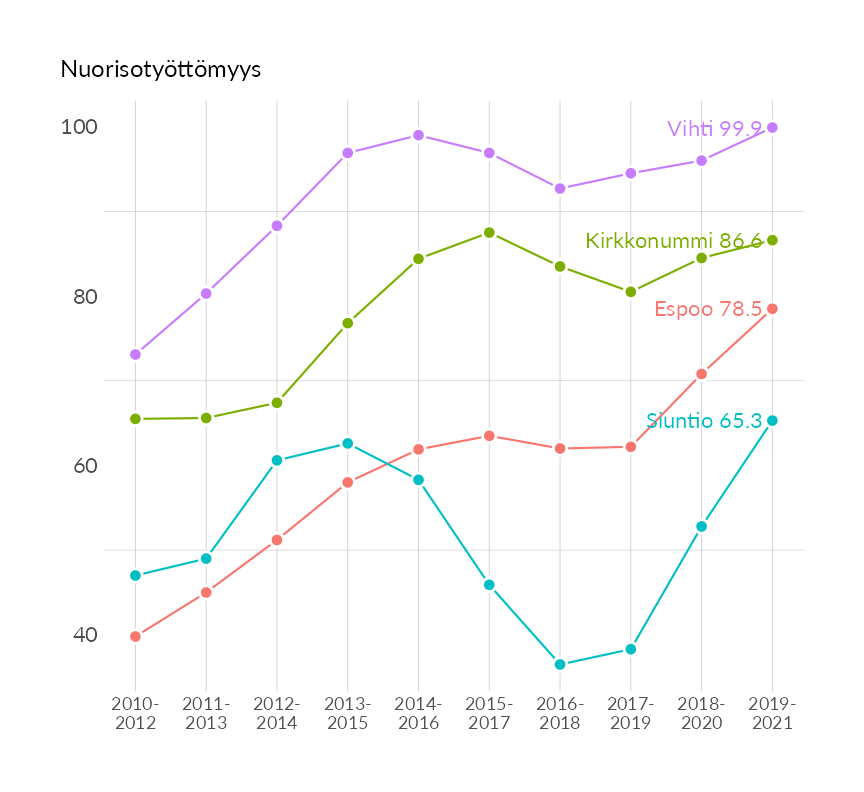 Nuorisotyöttömyys
100
80
60
40
Vihti 99.9
Kirkkonummi 86.6
Espoo 78.5
Siuntio 65.3
2010- 2011- 2012- 2013- 2014- 2015- 2016- 2017- 2018- 2019-
2012 2013 2014 2015 2016 2017 2018 2019 2020 2021